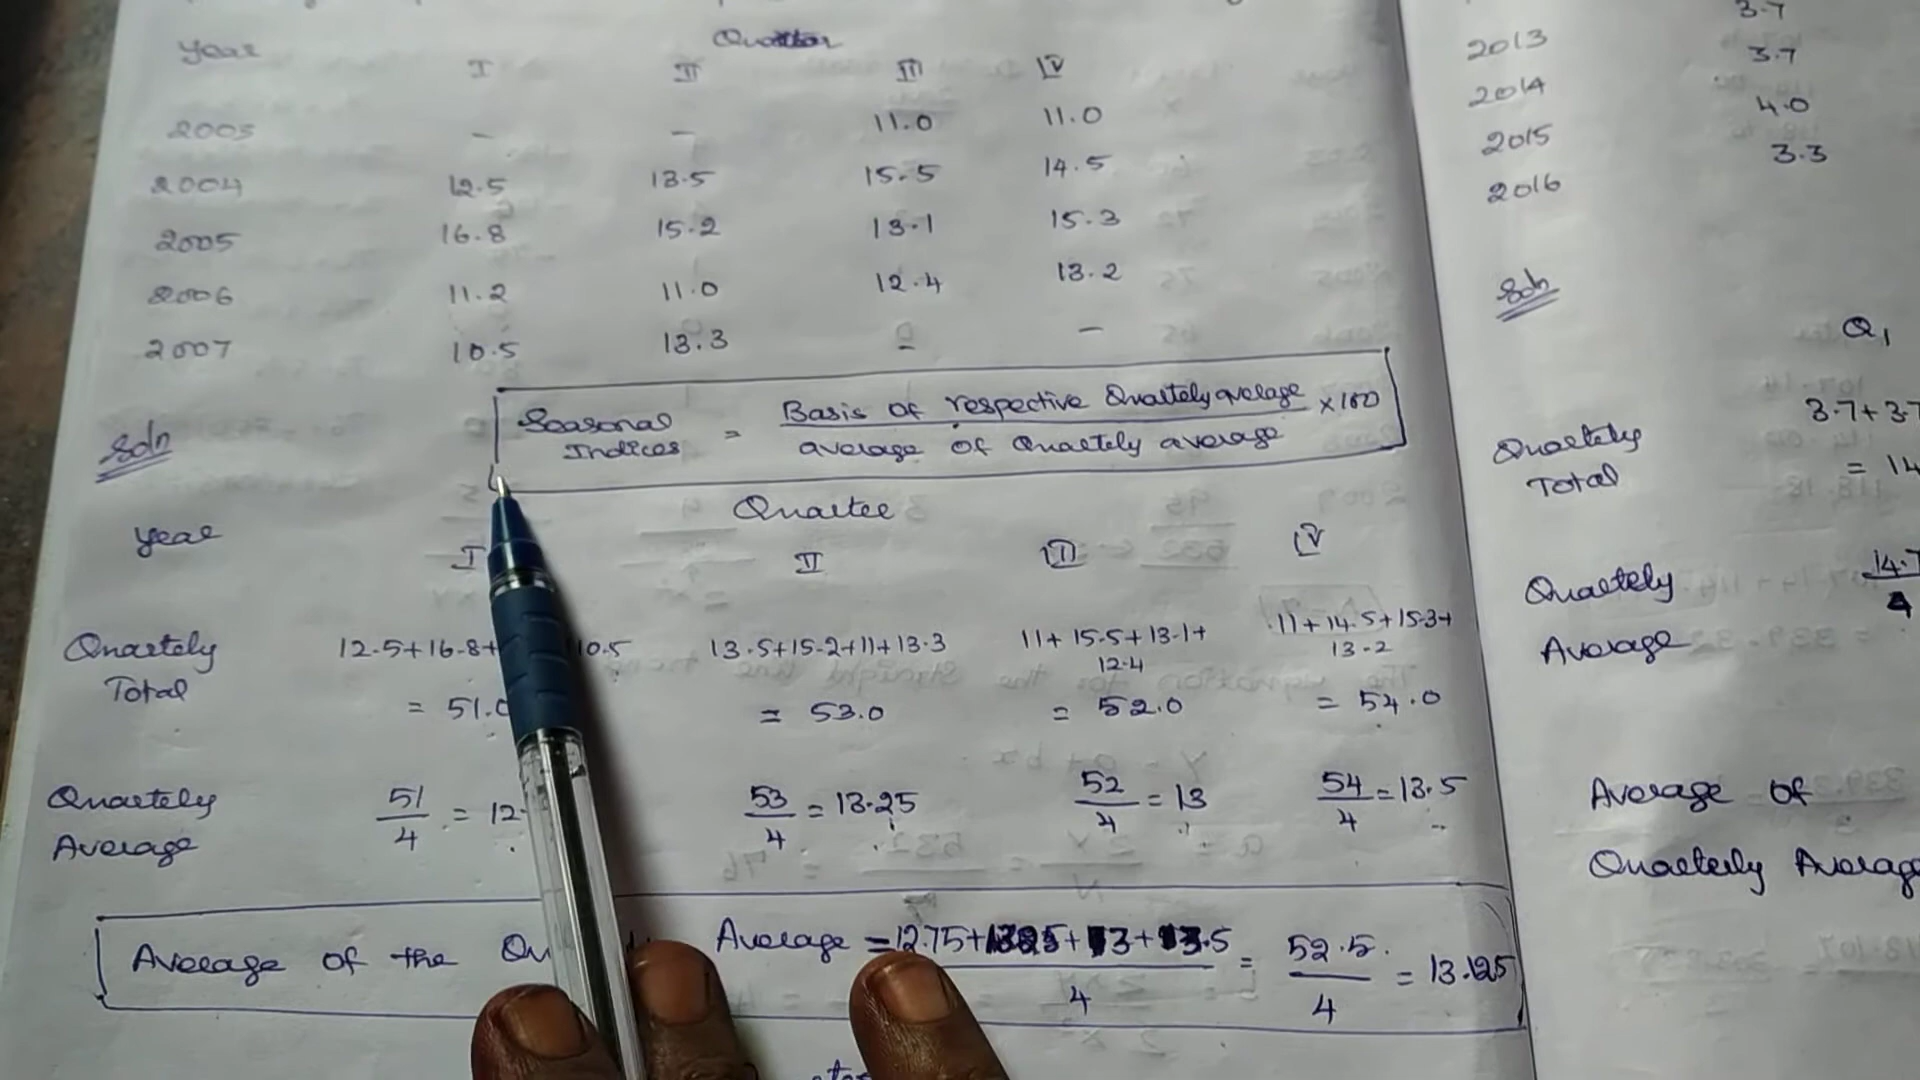 Year Quarter
I II III IV
2003 - - 11.0 11.0
2004 12.5 13.5 15.5 14.5
2005 16.8 15.2 13.1 15.3
2006 11.2 11.0 12.4 13.2
2007 10.5 13.3 - -
Soln
Seasonal Indices = Basis of respective Quartely average / average of Quartely average × 100
Quarter
Year I II III IV
Quartely Total 12.5+16.8+ 10.5 13.5+15.2+11+13.3 11+15.5+13.1+ 11+14.5+15.3+
12.4 13.2
= 51.0 = 53.0 = 52.0 = 54.0
Quartely Average 51/4 = 12. 53/4 = 13.25 52/4 = 13 54/4 = 13.5
Average of the Average = 12.75+13.25+13+13.5 / 4 = 52.5 / 4 = 13.125
3.7
2013 3.7
2014 4.0
2015 3.3
2016
Soln
Q1
3.7+3.7
Quartely
Total = 14
Quartely 14.7
Average 4
Average of
Quarterly Average